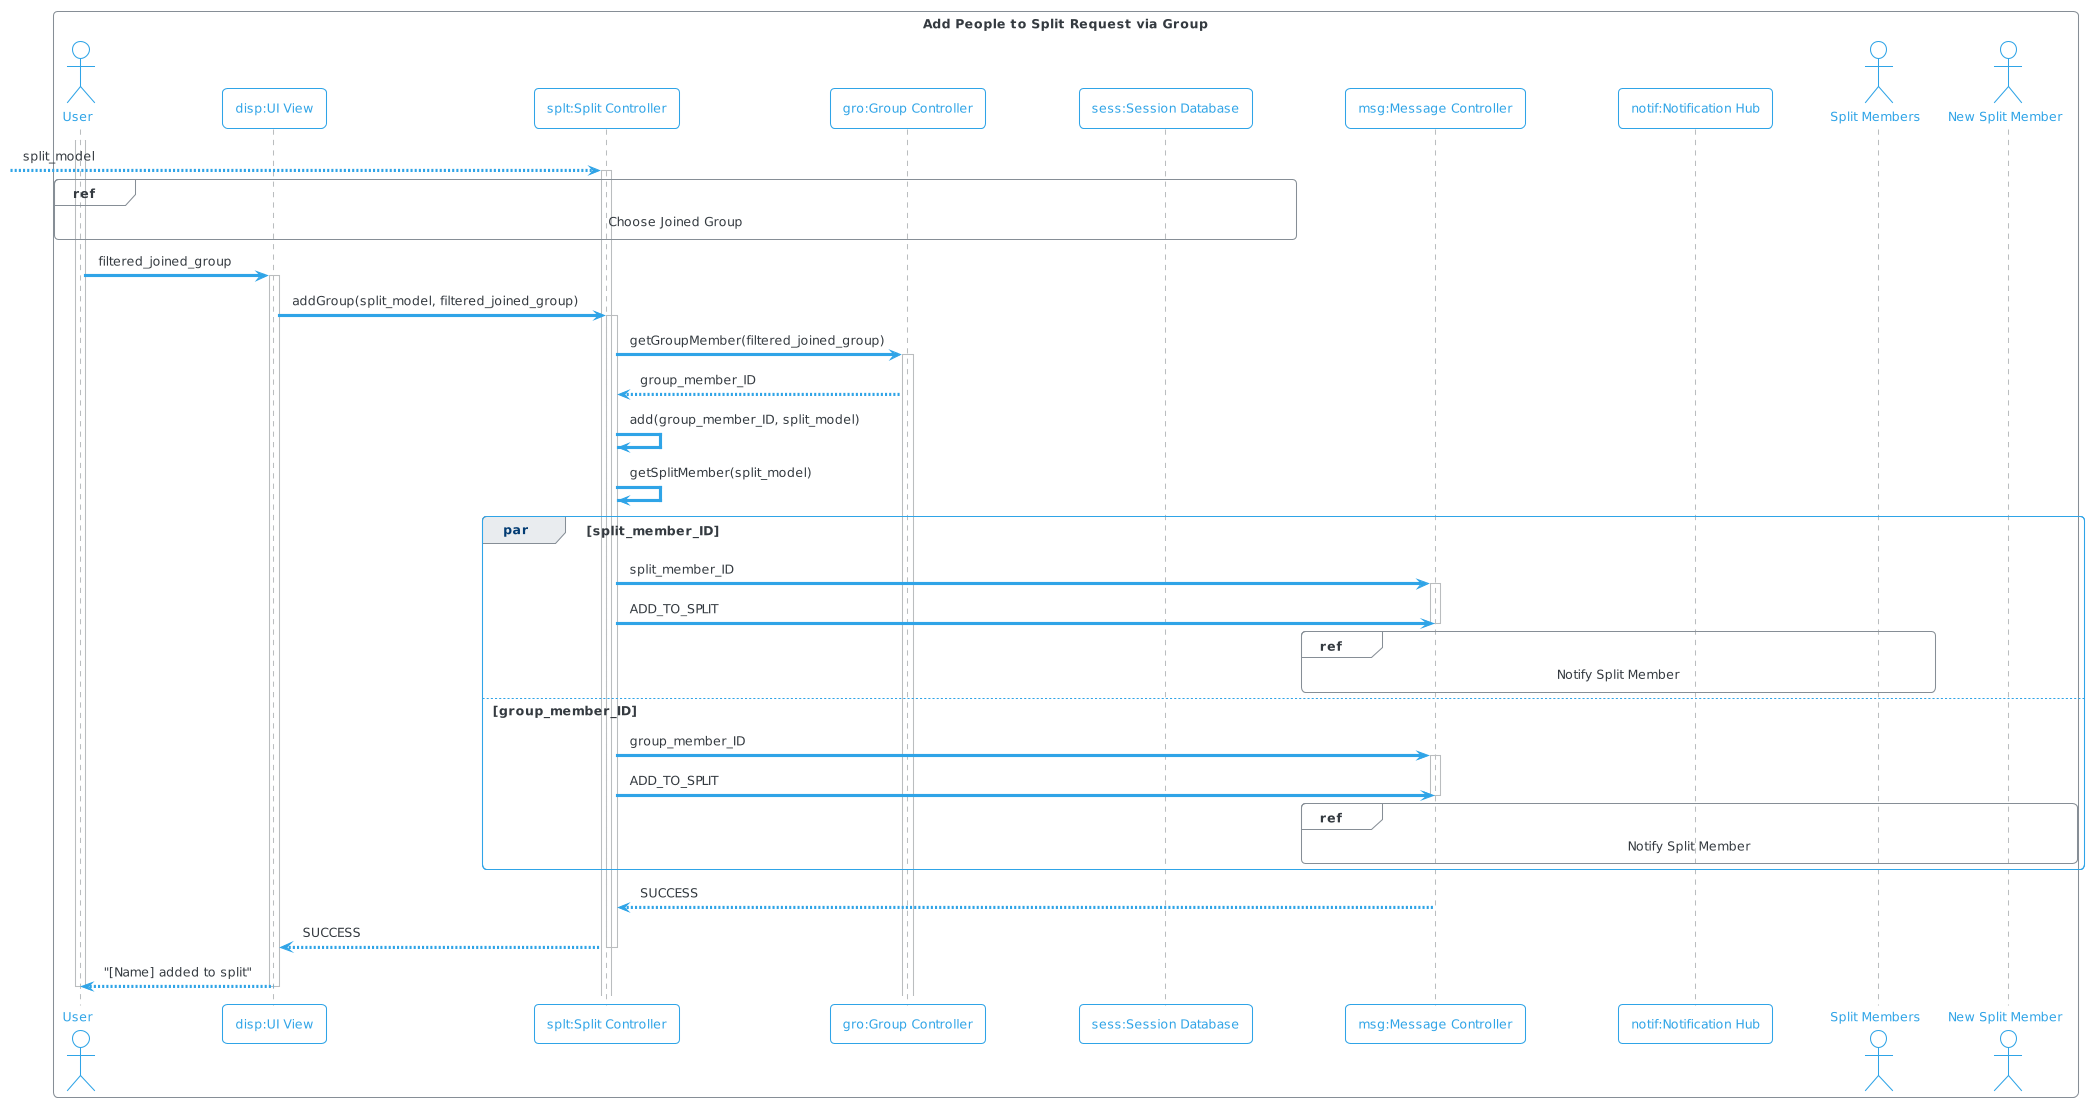 Add People to Split Request via Group
User
disp:UI View
splt:Split Controller
gro:Group Controller
sess:Session Database
msg:Message Controller
notif:Notification Hub
Split Members
New Split Member
split_model
ref
Choose Joined Group
filtered_joined_group
addGroup(split_model, filtered_joined_group)
getGroupMember(filtered_joined_group)
group_member_ID
add(group_member_ID, split_model)
getSplitMember(split_model)
par
[split_member_ID]
split_member_ID
ADD_TO_SPLIT
ref
Notify Split Member
[group_member_ID]
group_member_ID
ADD_TO_SPLIT
ref
Notify Split Member
SUCCESS
SUCCESS
"[Name] added to split"
User
disp:UI View
splt:Split Controller
gro:Group Controller
sess:Session Database
msg:Message Controller
notif:Notification Hub
Split Members
New Split Member